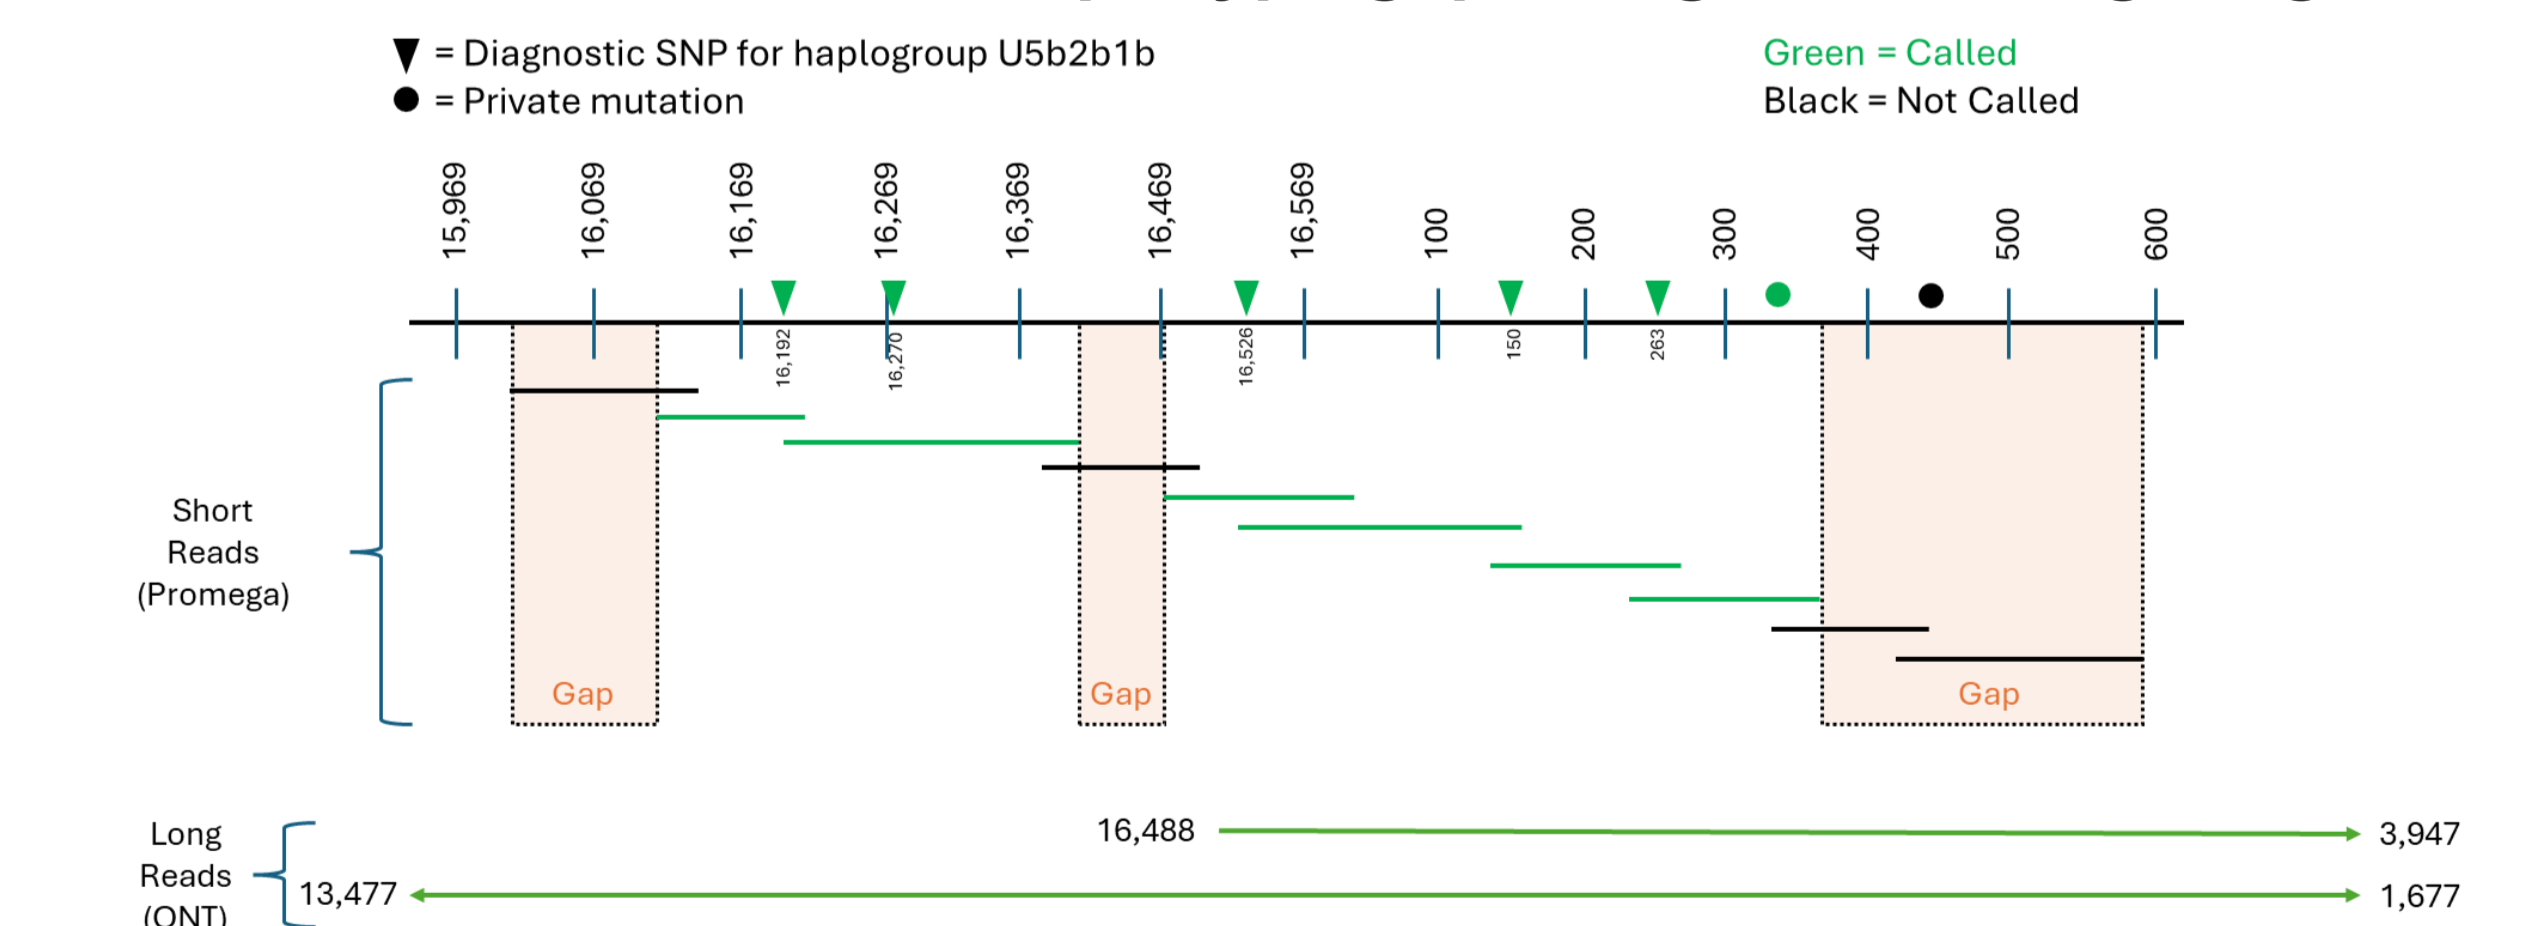 = Diagnostic SNP for haplogroup U5b2b1b
= Private mutation
Green = Called
Black = Not Called
15,969
16,069
16,169
16,269
16,369
16,469
16,569
100
200
300
400
500
600
16,192
16,270
16,526
150
263
Short
Reads
(Promega)
Gap
Gap
Gap
Long
Reads
(ONT)
16,488
3,947
13,477
1,677